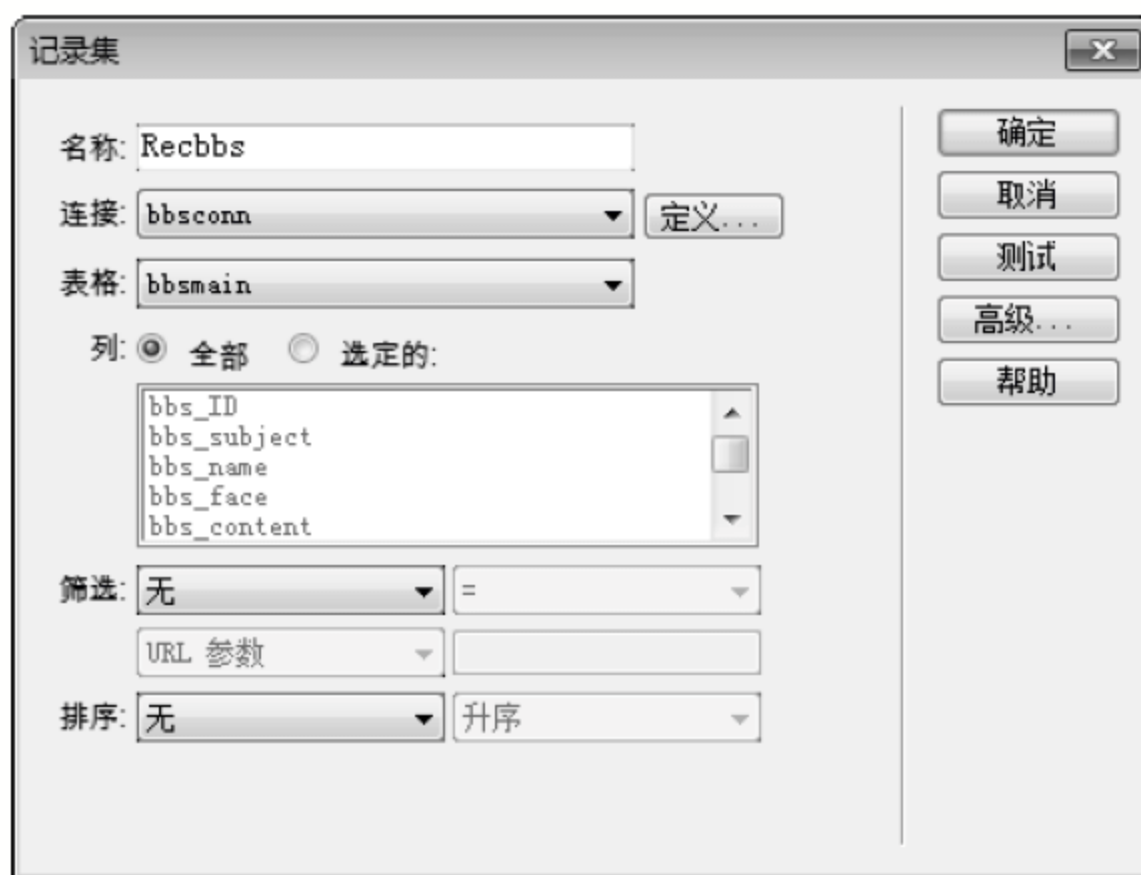 记录集
名称: Recbbs
连接: bbsconn 定义...
表格: bbsmain
列: 全部 选定的:
bbs_ID
bbs_subject
bbs_name
bbs_face
bbs_content
筛选: 无 =
URL 参数
排序: 无 升序
确定
取消
测试
高级...
帮助